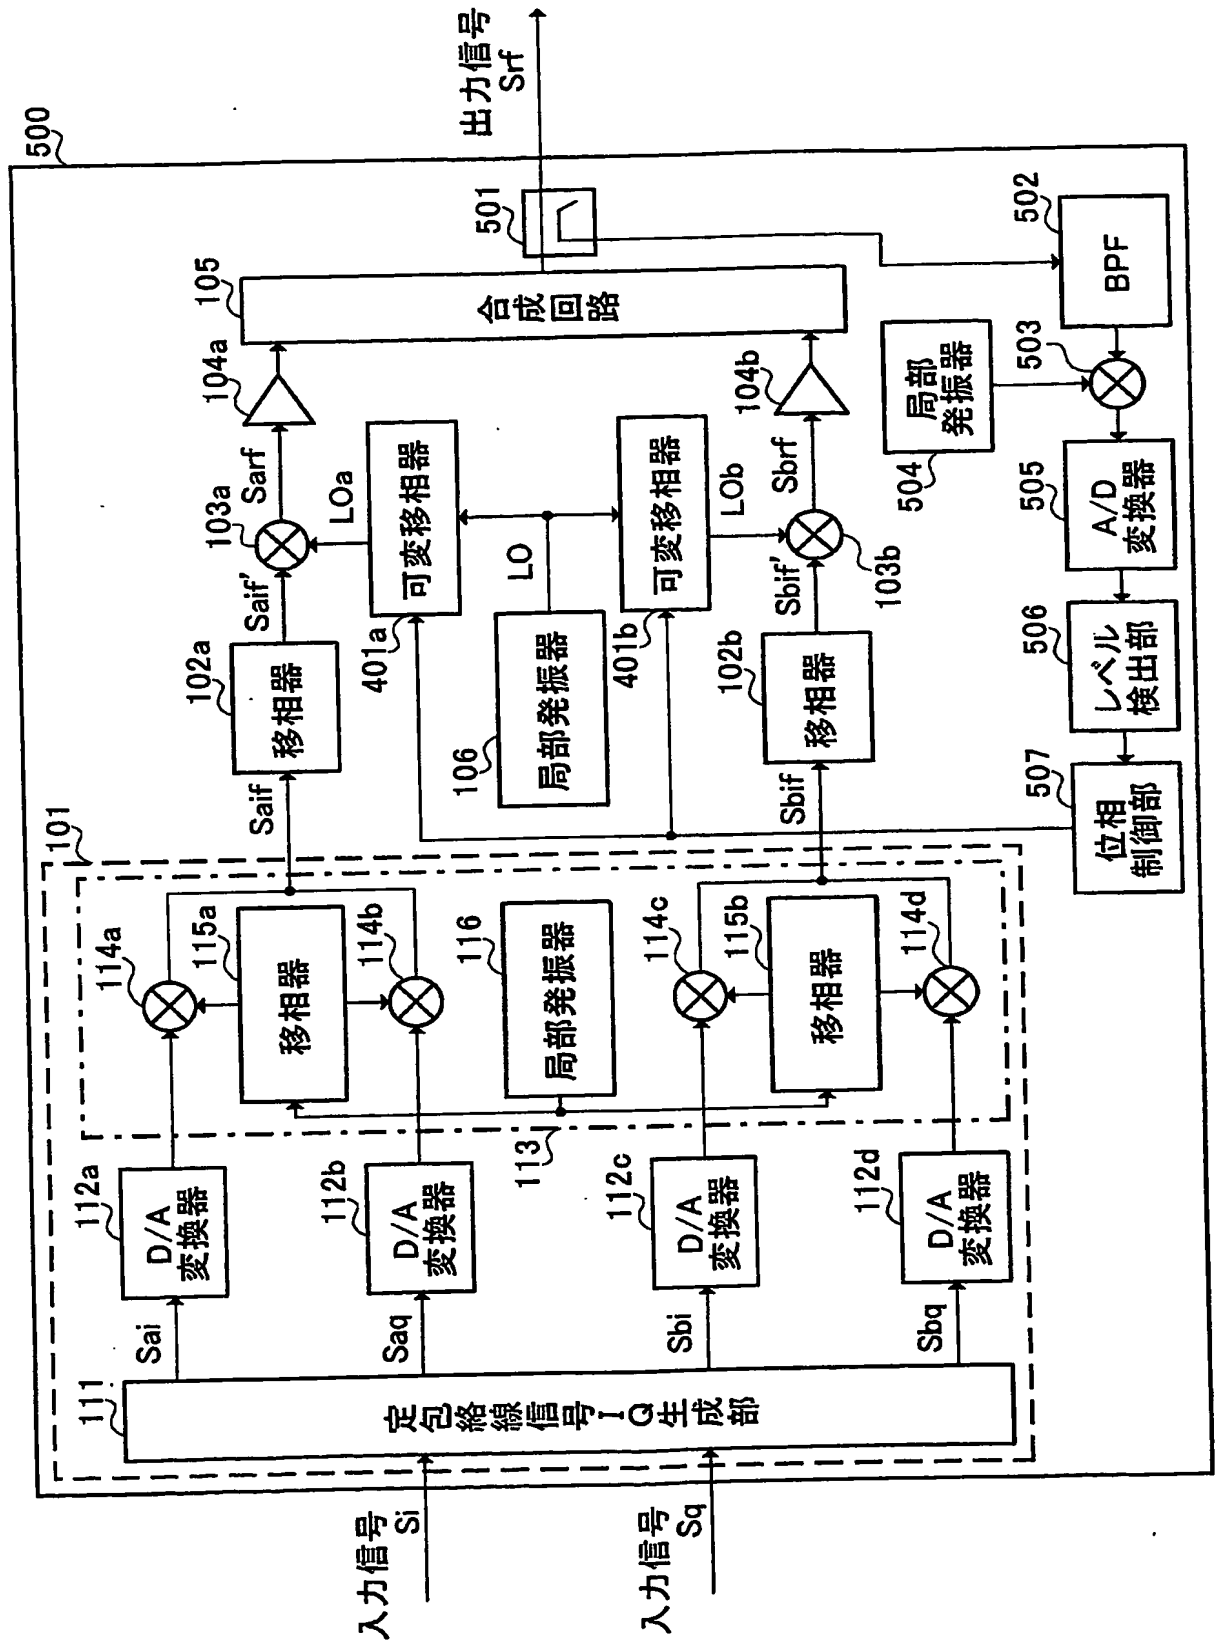 500
入力信号
Si
入力信号
Sq
101
111
定包絡線信号IQ生成部
Sai
Saq
Sbi
Sbq
112a
D/A
変換器
112b
D/A
変換器
112c
D/A
変換器
112d
D/A
変換器
113
114a
115a
移相器
114b
116
局部発振器
114c
115b
移相器
114d
Saif
102a
移相器
Saif'
103a
Sarf
104a
LOa
401a
可変移相器
106
局部発振器
LO
401b
可変移相器
LOb
Sbif
102b
移相器
Sbif'
103b
Sbrf
104b
105
合成回路
501
出力信号
Srf
502
BPF
503
504
局部
発振器
505
A/D
変換器
506
レベル
検出部
507
位相
制御部